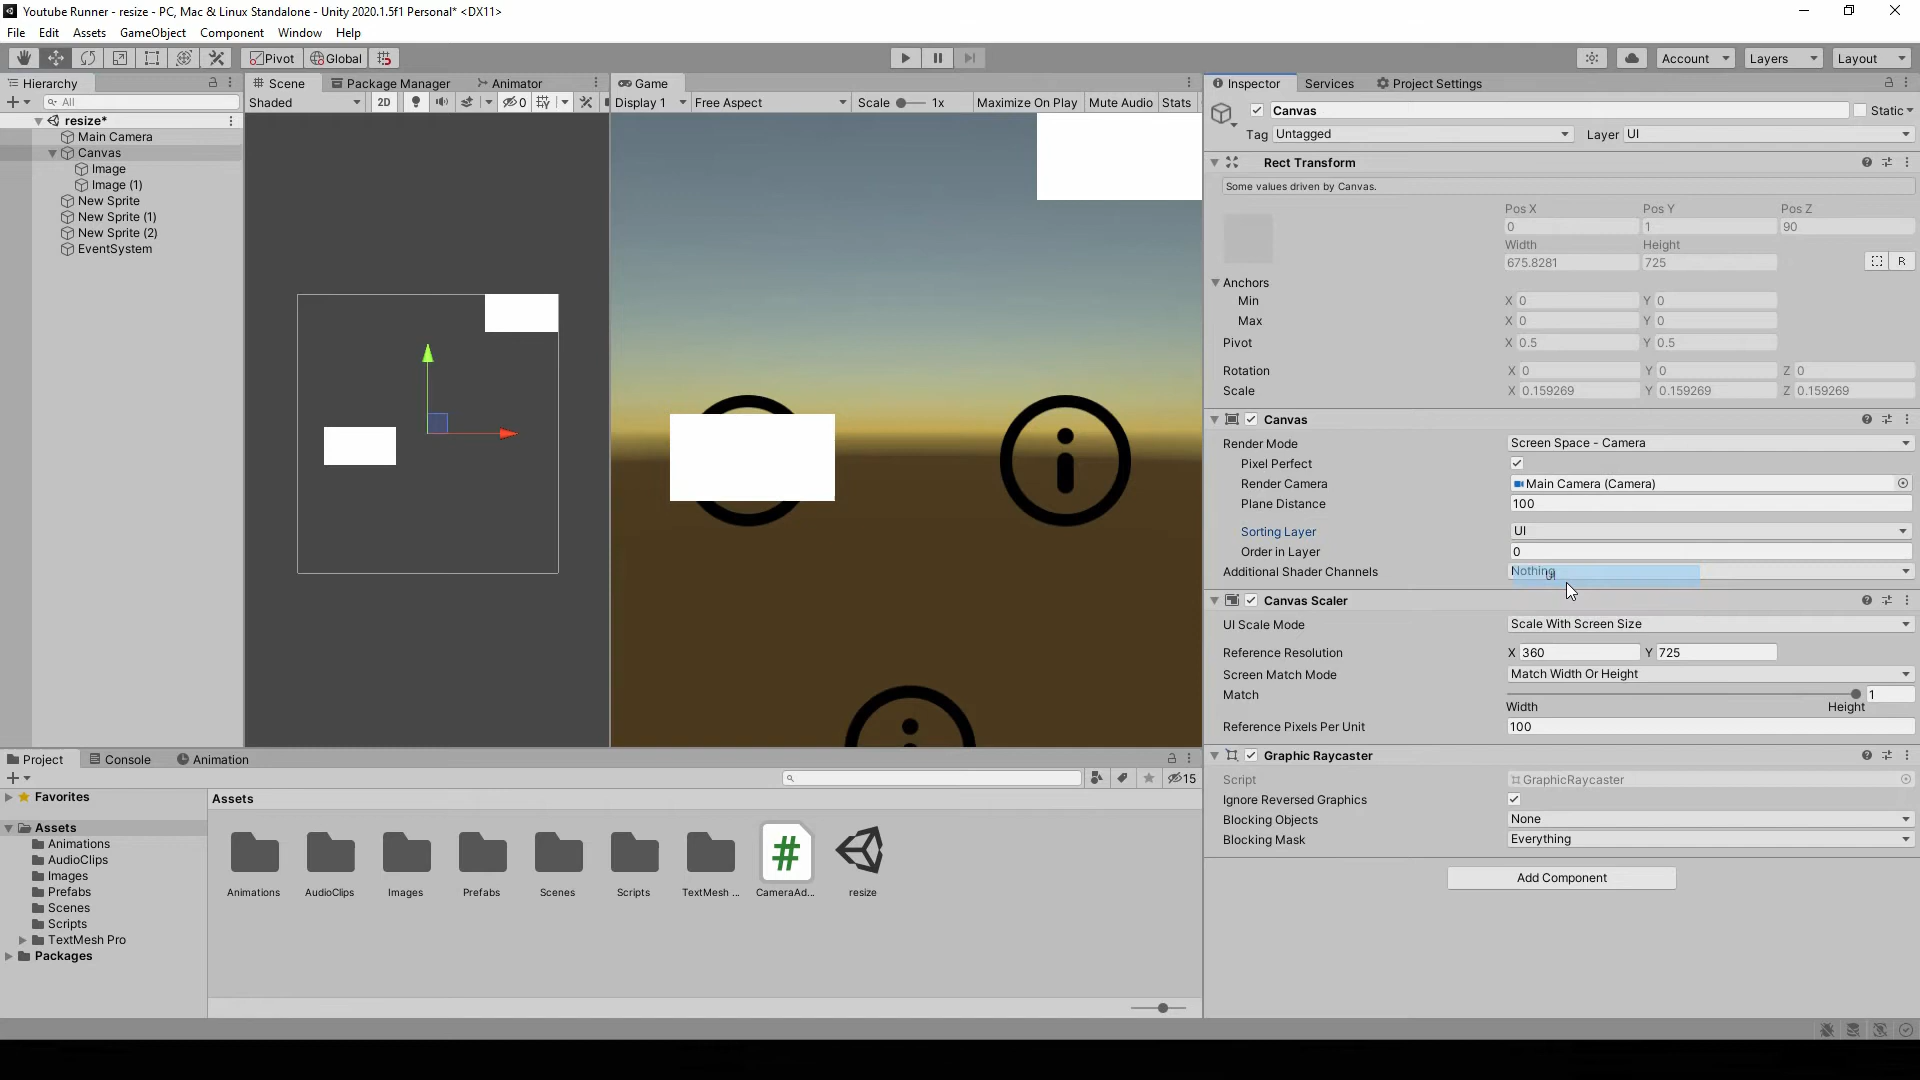 Youtube Runner - resize - PC, Mac & Linux Standalone - Unity 2020.1.5f1 Personal* <DX11>
File Edit Assets GameObject Component Window Help
Pivot Global Account Layers Layout
Hierarchy
All
resize*
Main Camera
Canvas
Image
Image (1)
New Sprite
New Sprite (1)
New Sprite (2)
EventSystem
Scene Package Manager Animator
Shaded 2D 0
Game
Display 1 Free Aspect Scale 1x Maximize On Play Mute Audio Stats
Inspector Services Project Settings
Canvas Static
Tag Untagged Layer UI
Rect Transform
Some values driven by Canvas.
Pos X Pos Y Pos Z
0 1 90
Width Height
675.8281 725 R
Anchors
Min X 0 Y 0
Max X 0 Y 0
Pivot X 0.5 Y 0.5
Rotation X 0 Y 0 Z 0
Scale X 0.159269 Y 0.159269 Z 0.159269
Canvas
Render Mode Screen Space - Camera
Pixel Perfect
Render Camera Main Camera (Camera)
Plane Distance 100
Sorting Layer UI
Order in Layer 0
Additional Shader Channels Nothing
UI
Canvas Scaler
UI Scale Mode Scale With Screen Size
Reference Resolution X 360 Y 725
Screen Match Mode Match Width Or Height
Match 1
Width Height
Reference Pixels Per Unit 100
Graphic Raycaster
Script GraphicRaycaster
Ignore Reversed Graphics
Blocking Objects None
Blocking Mask Everything
Add Component
Project Console Animation
15
Favorites
Assets
Animations
AudioClips
Images
Prefabs
Scenes
Scripts
TextMesh Pro
Packages
Assets
#
Animations AudioClips Images Prefabs Scenes Scripts TextMesh ... CameraAd... resize